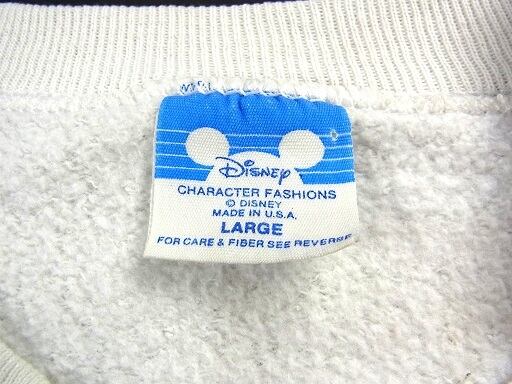 Disney
CHARACTER FASHIONS
© DISNEY
MADE IN U.S.A.
LARGE
FOR CARE & FIBER SEE REVERSE